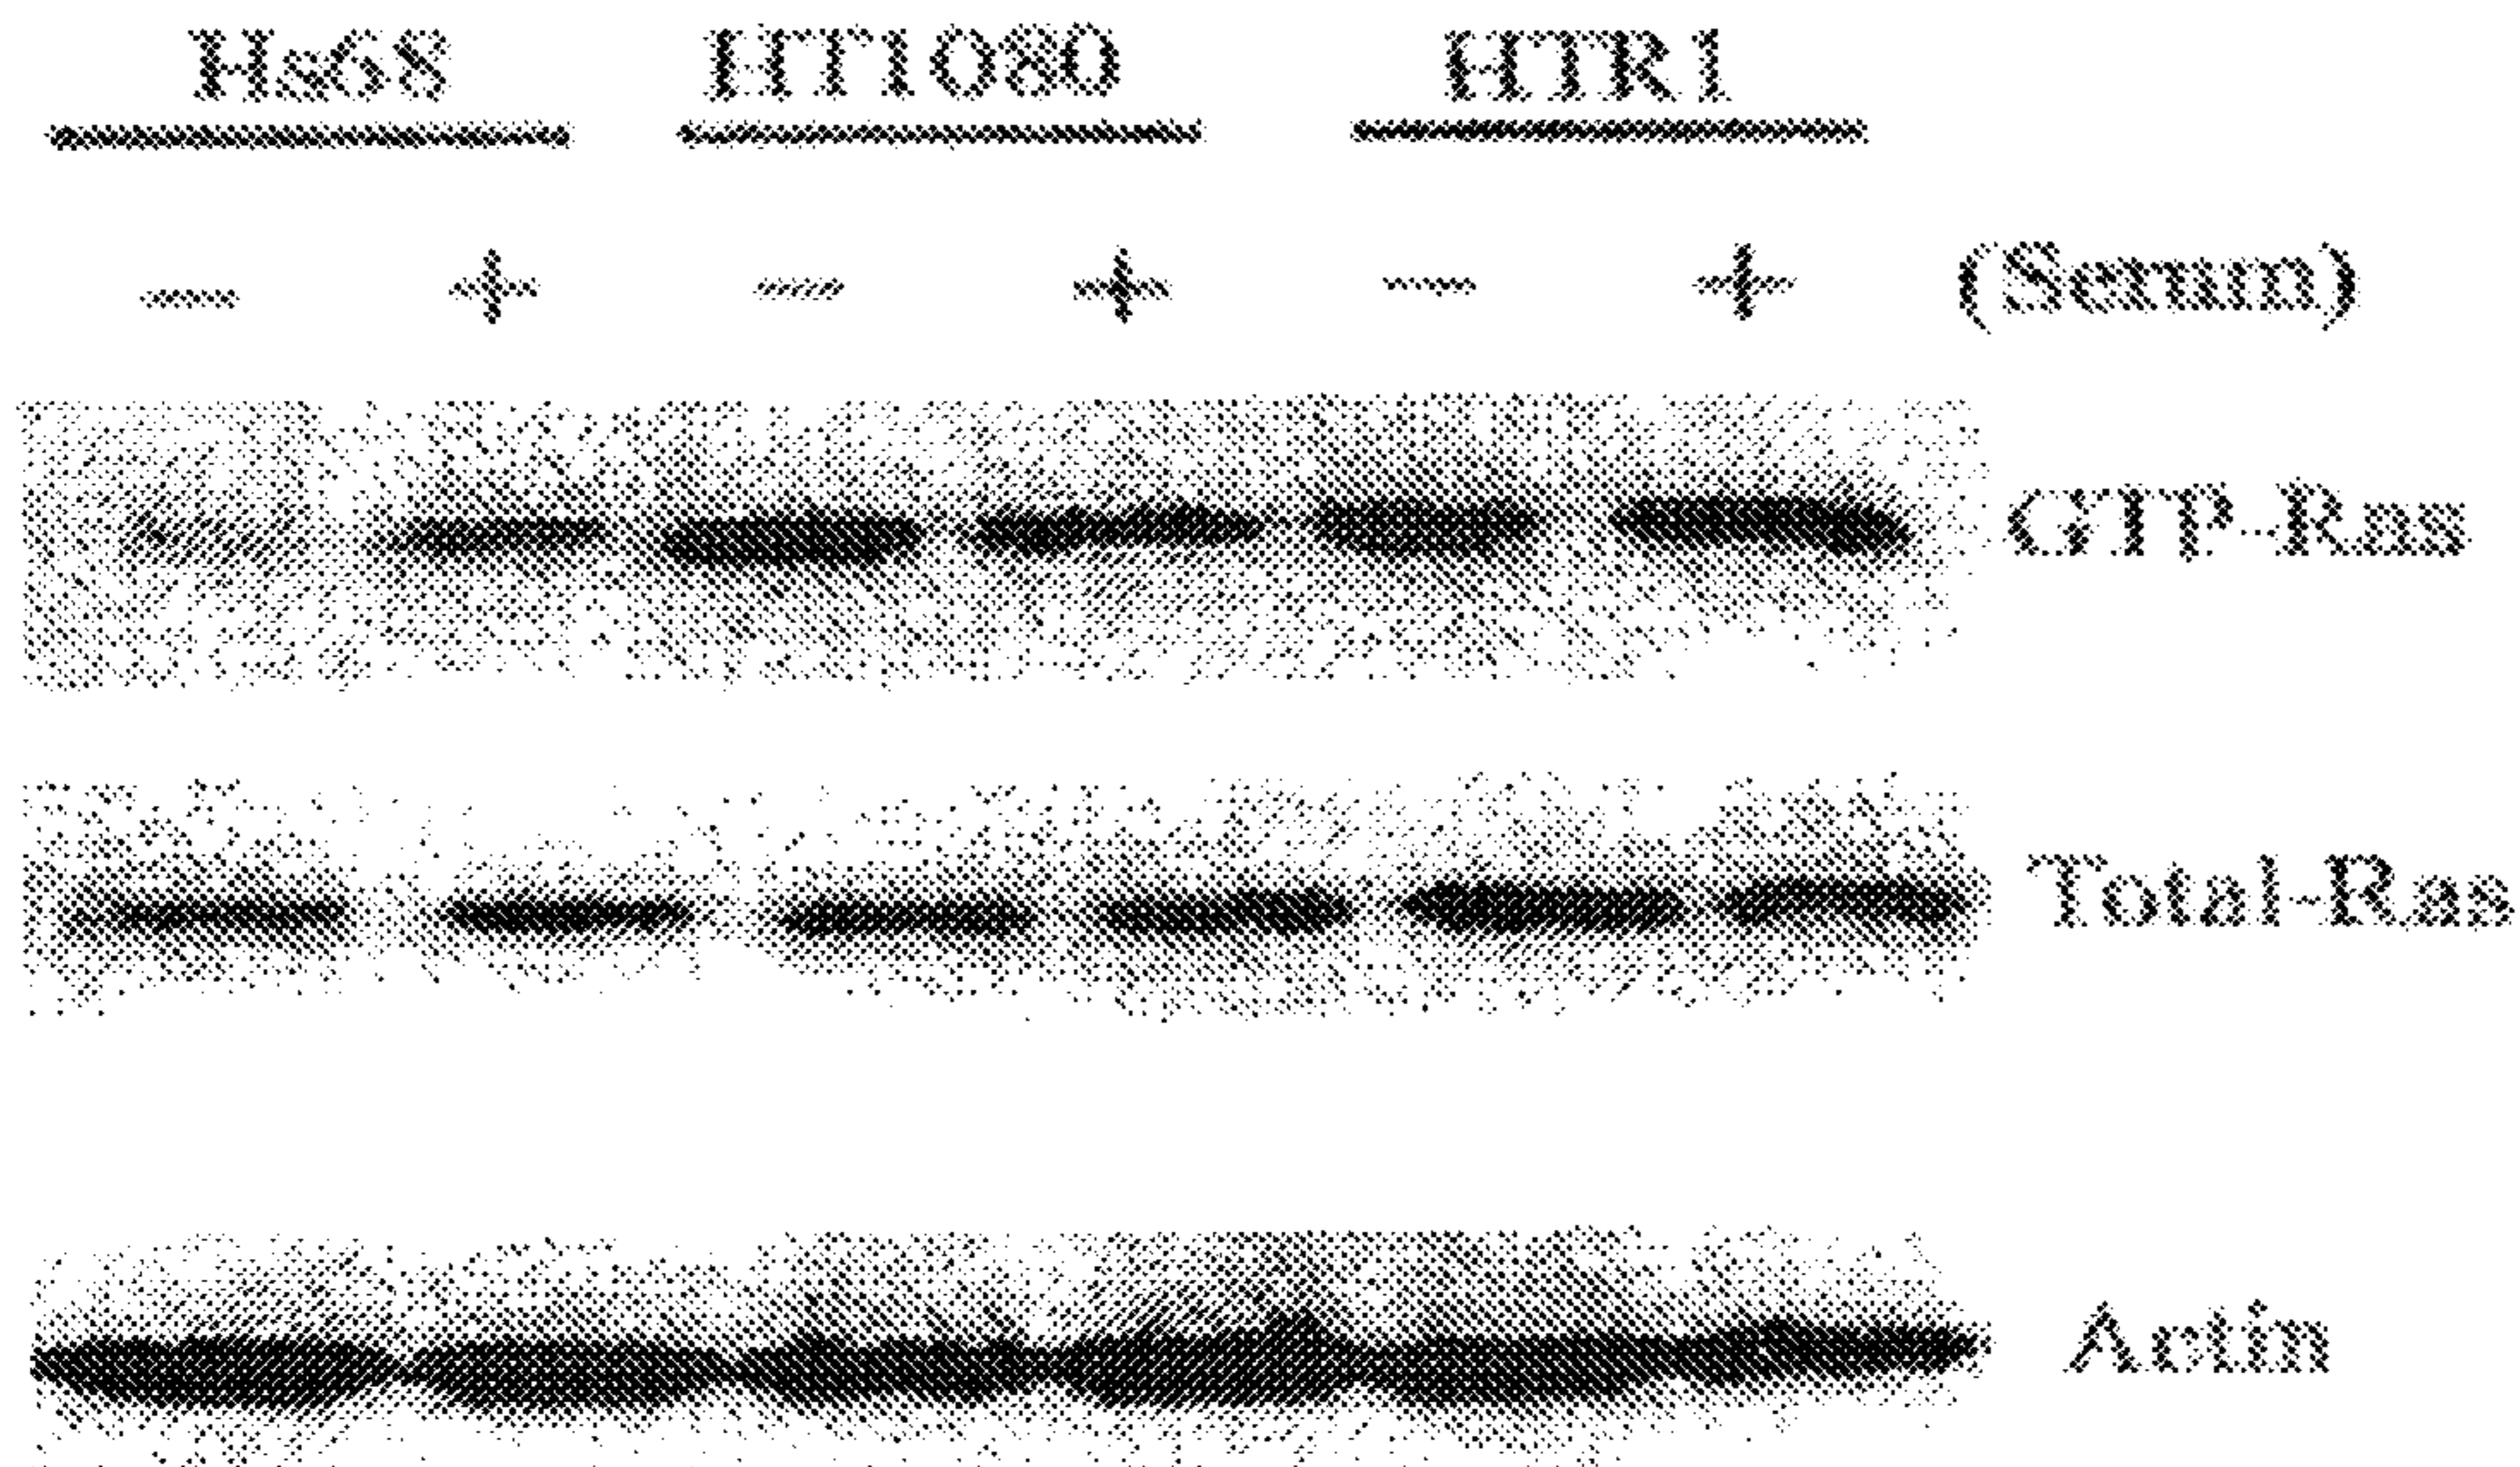 Hs68 HT1080 HTR1
− + − + − + (Serum)
GTP-Ras
Total-Ras
Actin